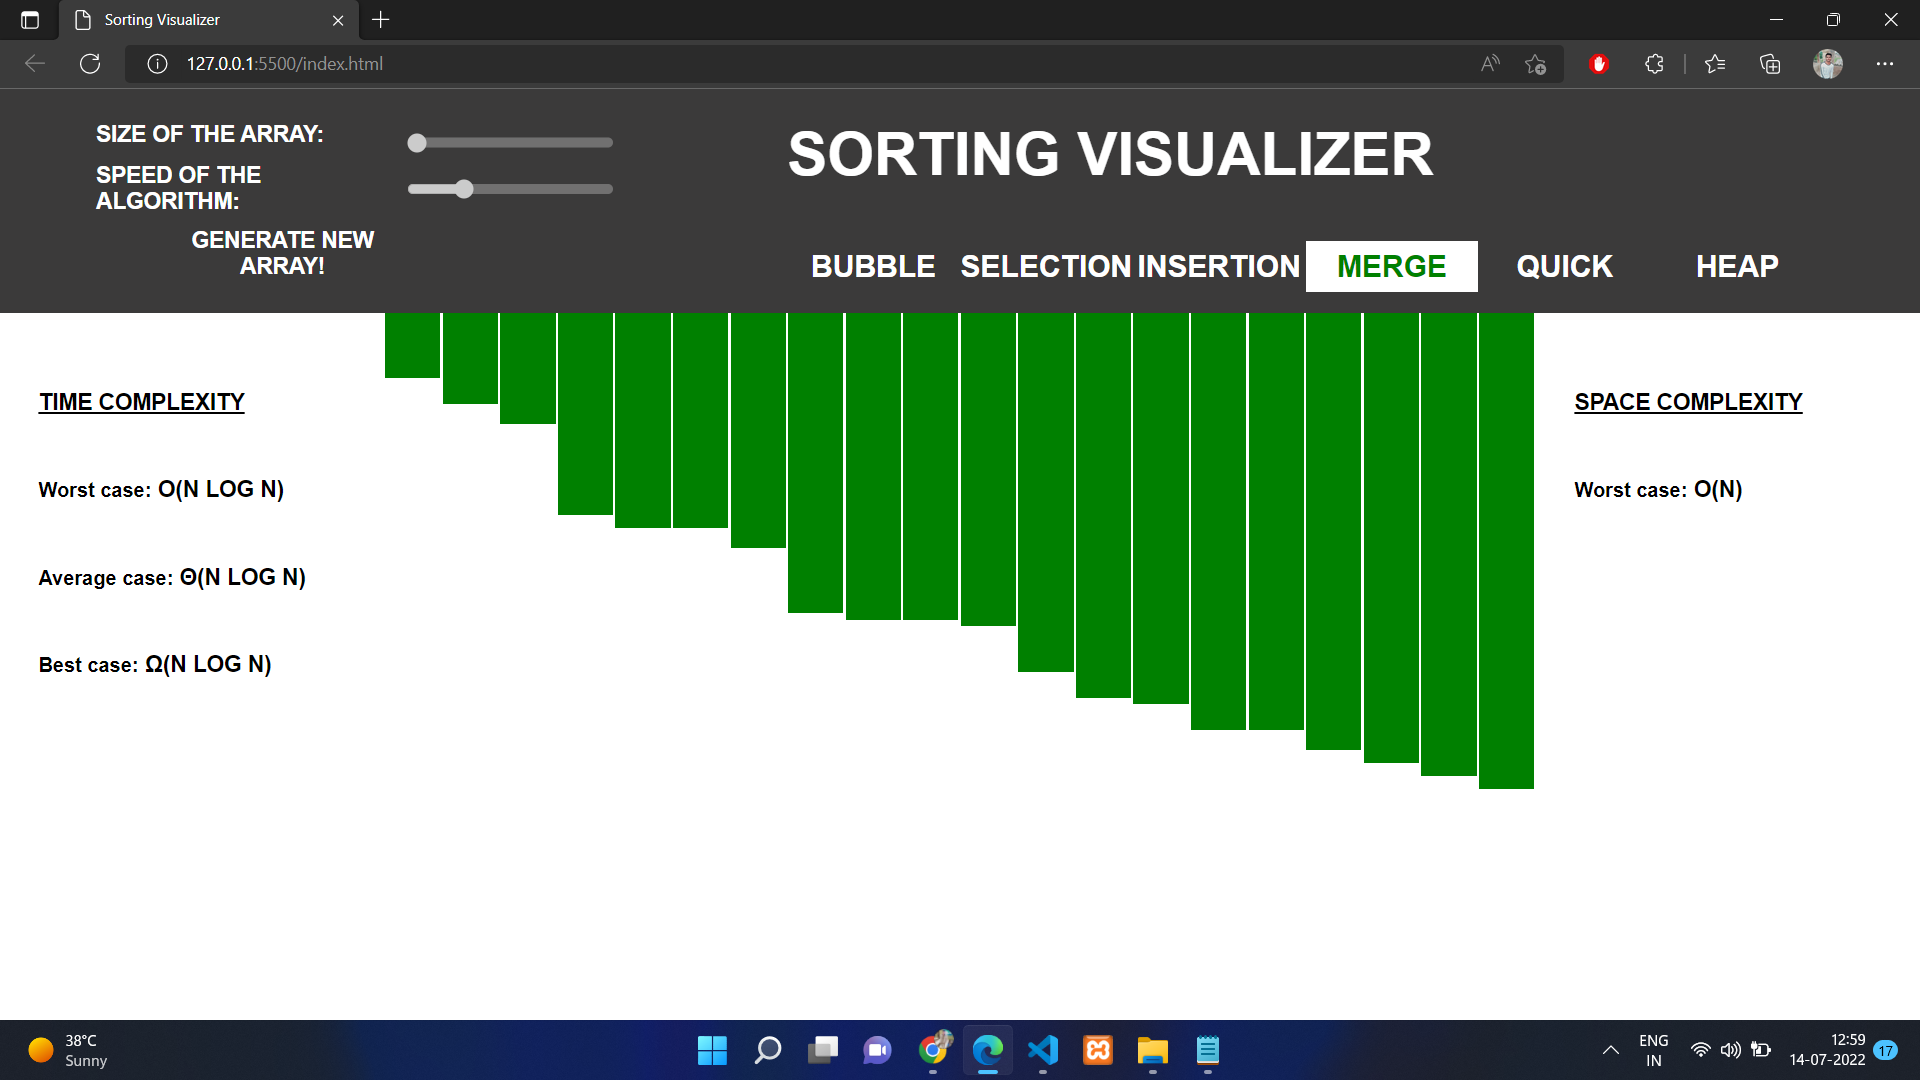 Sorting Visualizer
127.0.0.1:5500/index.html
SIZE OF THE ARRAY:
SPEED OF THE
ALGORITHM:
GENERATE NEW
ARRAY!
SORTING VISUALIZER
BUBBLE SELECTION INSERTION MERGE QUICK HEAP
TIME COMPLEXITY
Worst case: O(N LOG N)
Average case: Θ(N LOG N)
Best case: Ω(N LOG N)
SPACE COMPLEXITY
Worst case: O(N)
38°C
Sunny
ENG
IN
12:59
14-07-2022
17